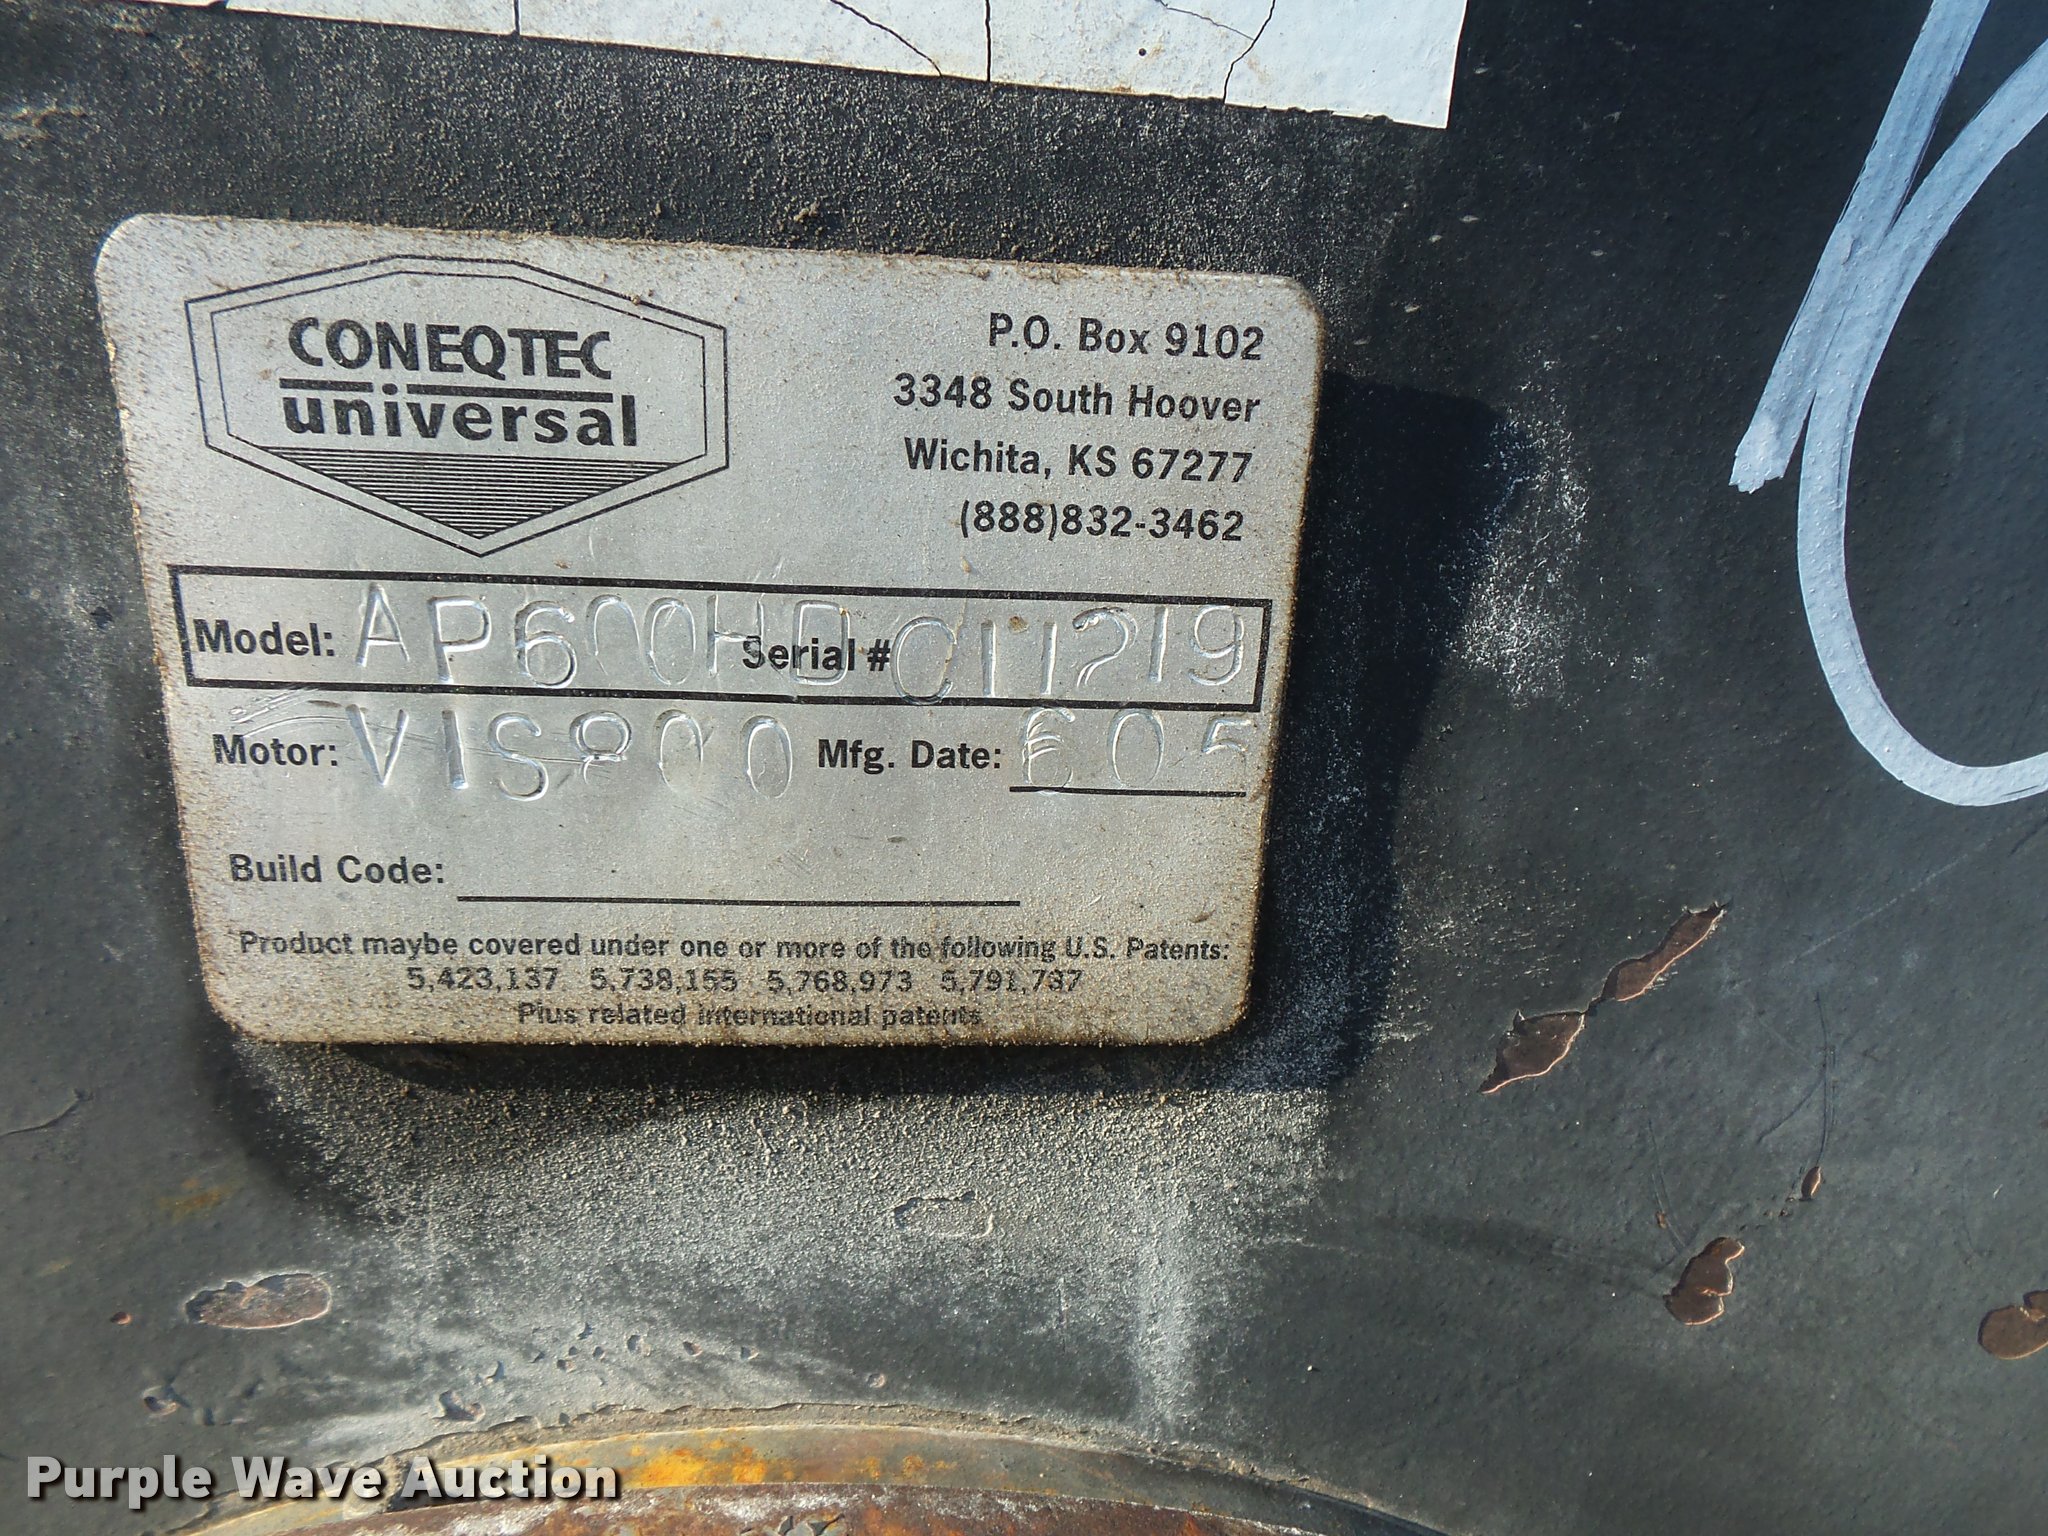 CONEQTEC
universal
P.O. Box 9102
3348 South Hoover
Wichita, KS 67277
(888)832-3462
Model: AP600HD Serial # C111219
Motor: VIS800 Mfg. Date: 605
Build Code:
Product maybe covered under one or more of the following U.S. Patents:
5,423,137 5,738,155 5,768,973 5,791,737
Plus related international patents
Purple Wave Auction